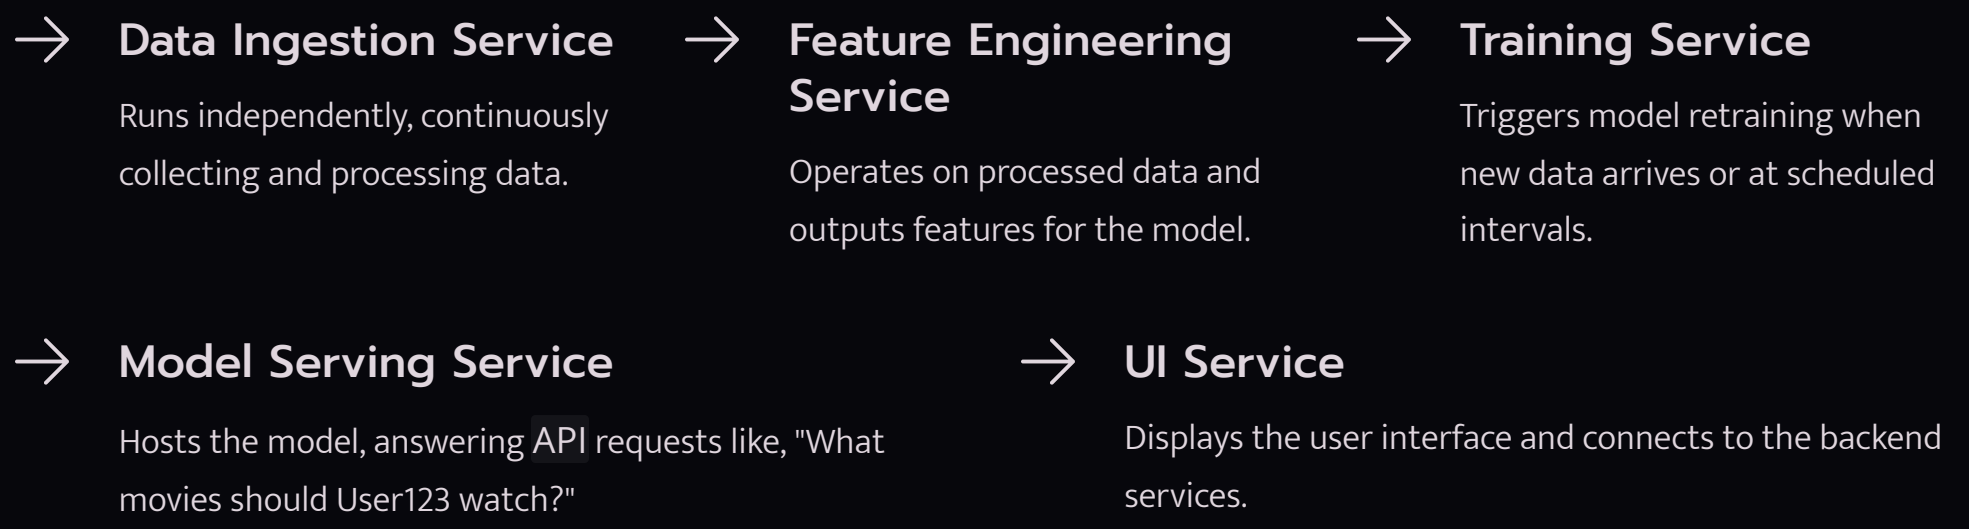 Data Ingestion Service
Runs independently, continuously
collecting and processing data.
Feature Engineering
Service
Operates on processed data and
outputs features for the model.
Training Service
Triggers model retraining when
new data arrives or at scheduled
intervals.
Model Serving Service
Hosts the model, answering API requests like, "What
movies should User123 watch?"
UI Service
Displays the user interface and connects to the backend
services.